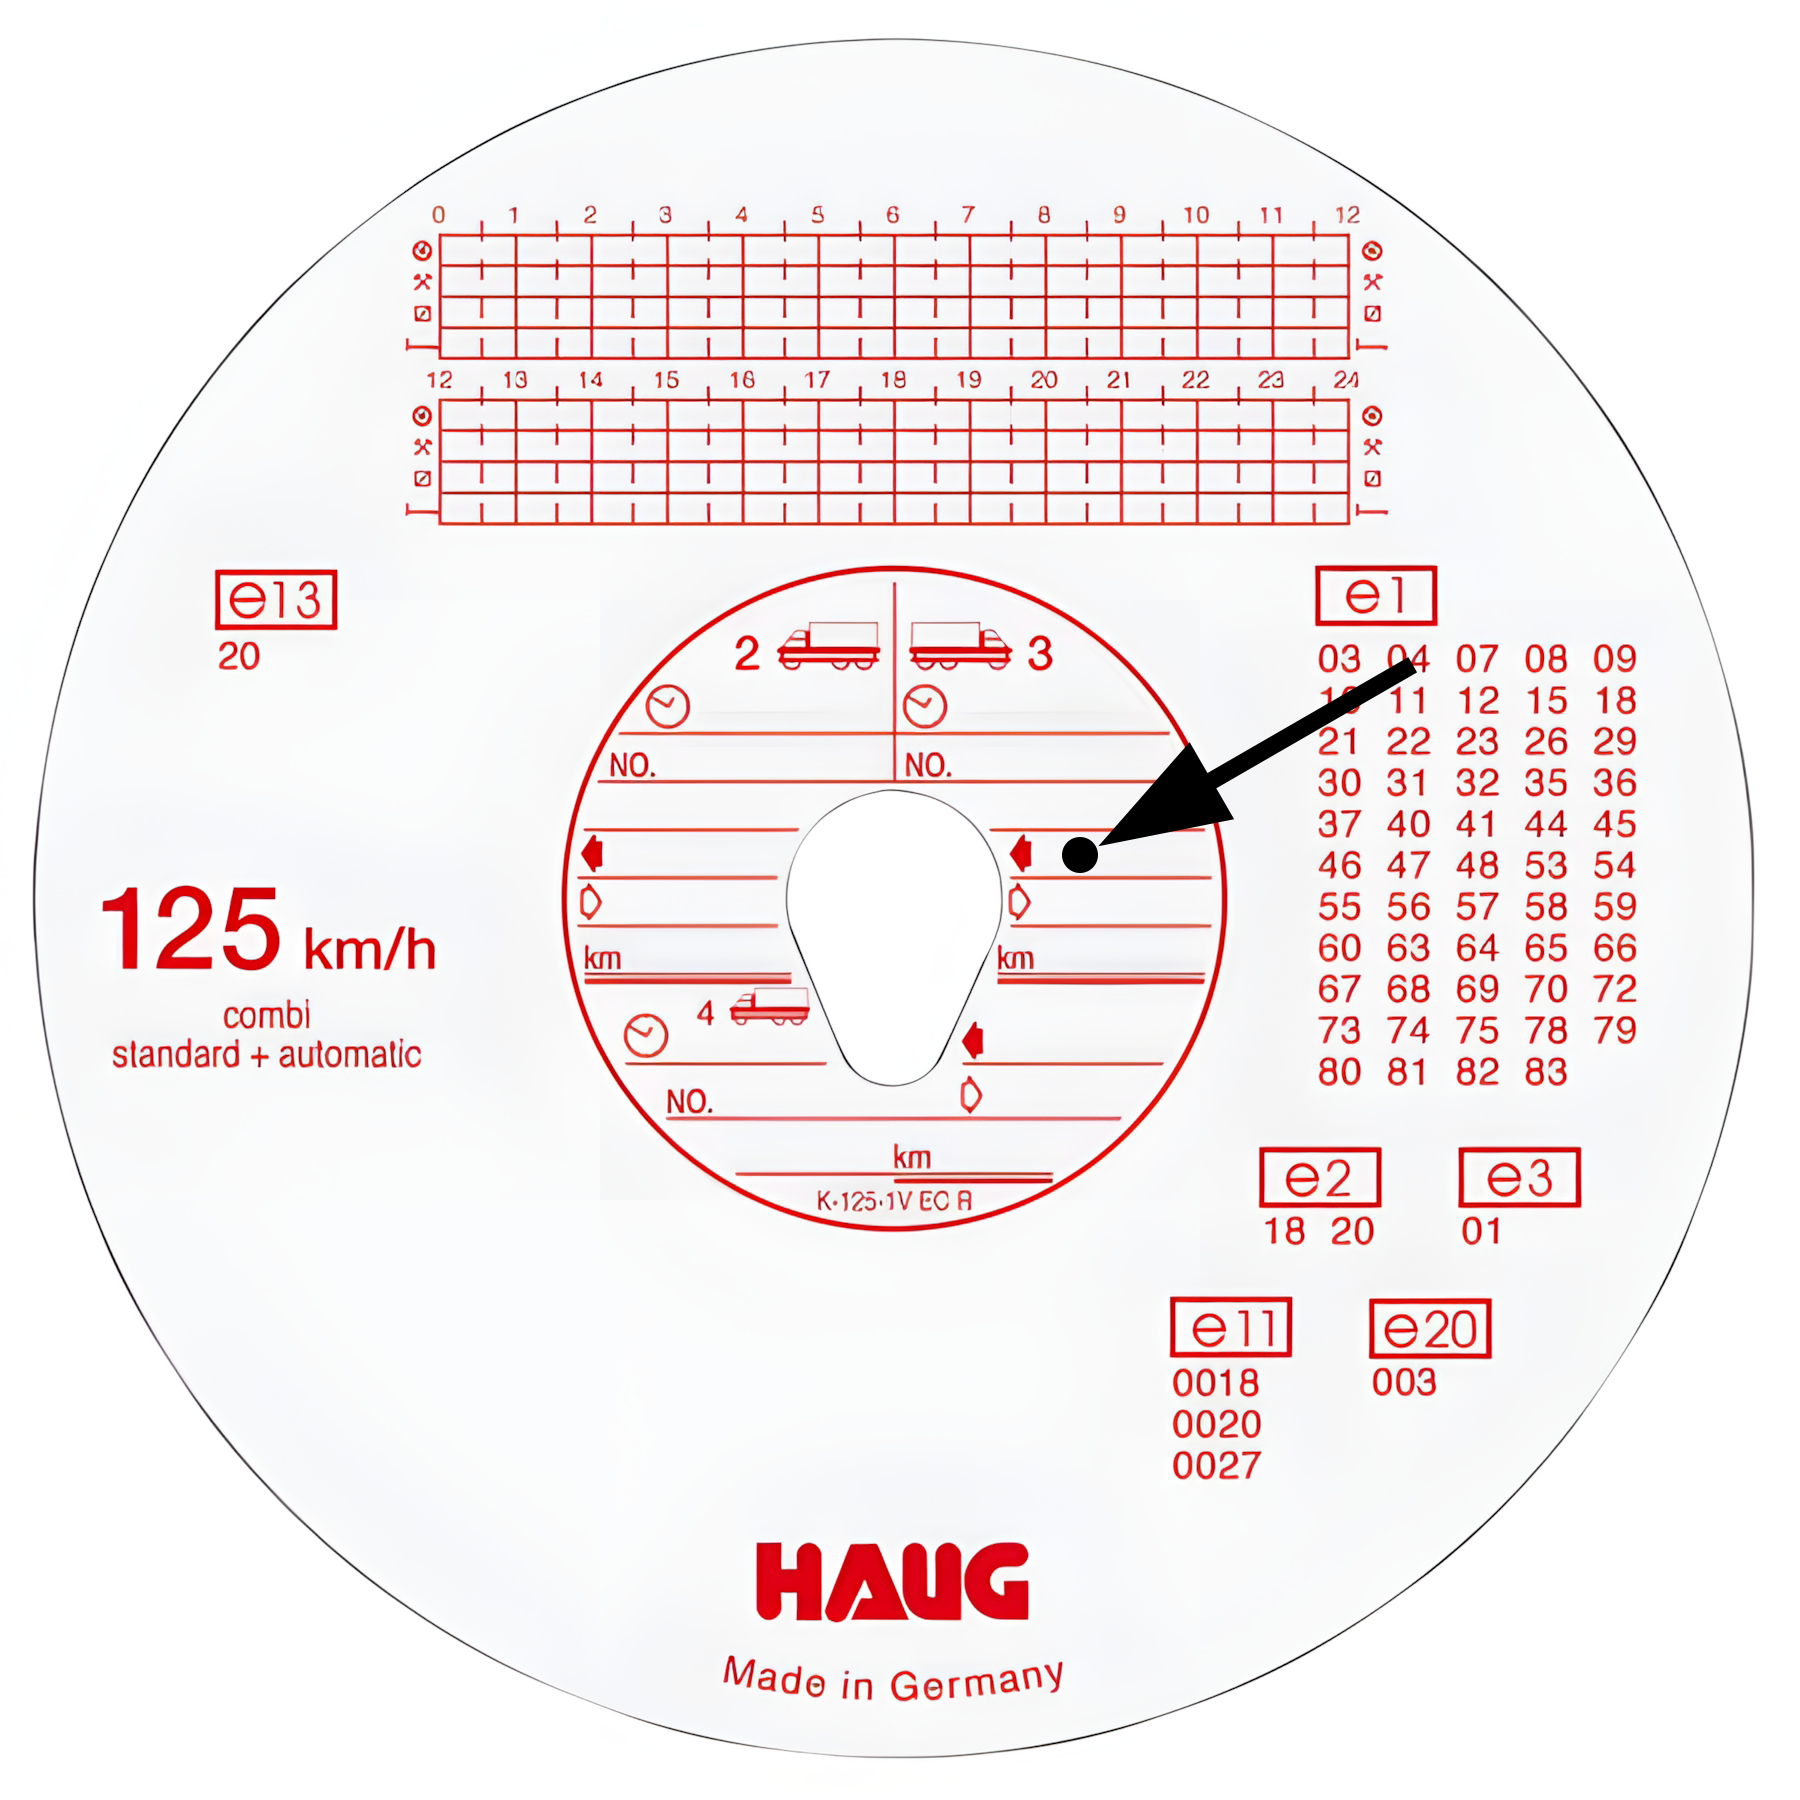 0 1 2 3 4 5 6 7 8 9 10 11 12
12 13 14 15 16 17 18 19 20 21 22 23 24
e13
20
e1
03 04 07 08 09
10 11 12 15 18
21 22 23 26 29
30 31 32 35 36
37 40 41 44 45
46 47 48 53 54
55 56 57 58 59
60 63 64 65 66
67 68 69 70 72
73 74 75 78 79
80 81 82 83
2 3
NO. NO.
km km
4
NO.
km
K-125-1V EC R
125 km/h
combi
standard + automatic
e2 e3
18 20 01
e11 e20
0018 003
0020
0027
HAUG
Made in Germany